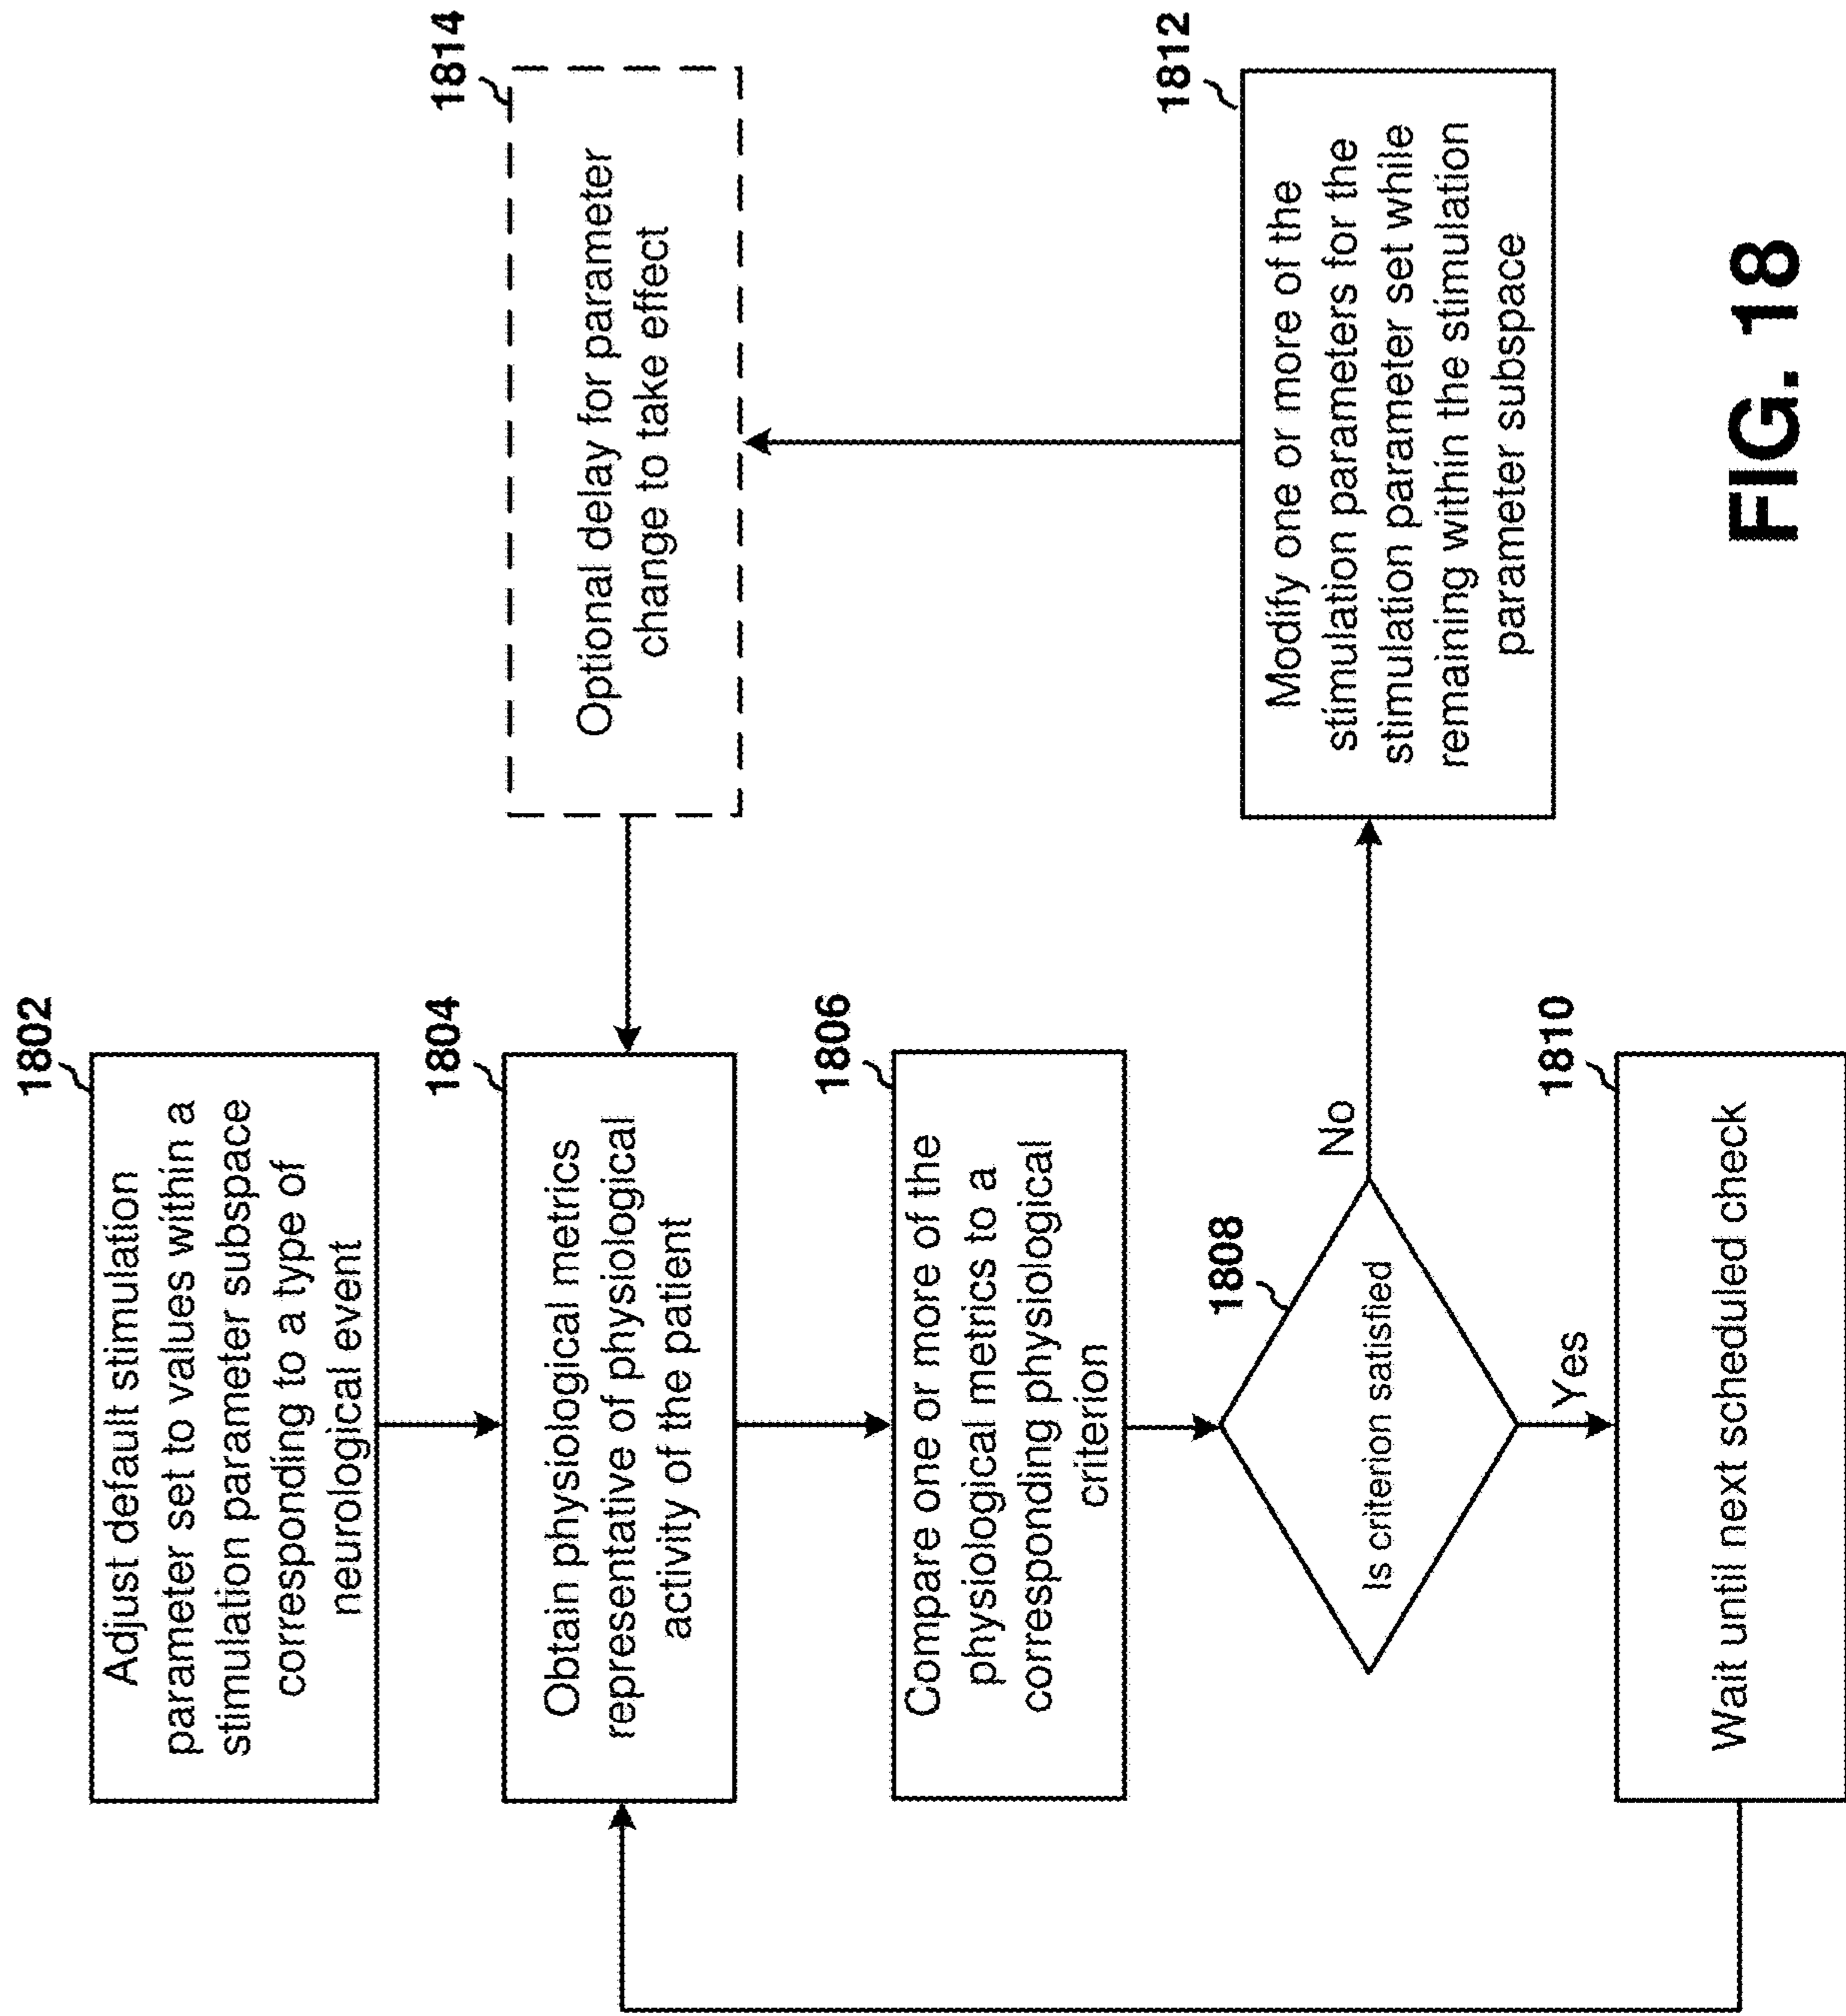 1802
Adjust default stimulation
parameter set to values within a
stimulation parameter subspace
corresponding to a type of
neurological event
1804
Obtain physiological metrics
representative of physiological
activity of the patient
1806
Compare one or more of the
physiological metrics to a
corresponding physiological
criterion
1808
Is criterion satisfied
No
Yes
1810
Wait until next scheduled check
1812
Modify one or more of the
stimulation parameters for the
stimulation parameter set while
remaining within the stimulation
parameter subspace
1814
Optional delay for parameter
change to take effect
FIG. 18